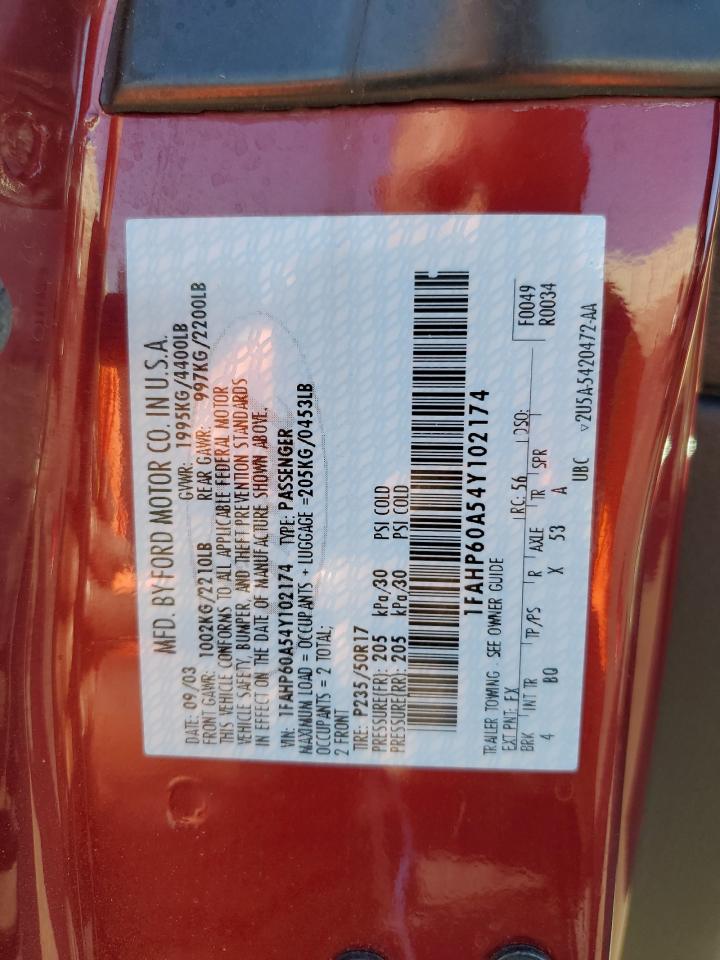 MFD. BY FORD MOTOR CO. IN U.S.A.
DATE: 09/03 GVWR: 1995KG/4400LB
FRONT GAWR: 1002KG/2210LB REAR GAWR: 997KG/2200LB
THIS VEHICLE CONFORMS TO ALL APPLICABLE FEDERAL MOTOR
VEHICLE SAFETY, BUMPER, AND THEFT PREVENTION STANDARDS
IN EFFECT ON THE DATE OF MANUFACTURE SHOWN ABOVE.
VIN: 1FAHP60A54Y102174 TYPE: PASSENGER
MAXIMUM LOAD = OCCUPANTS + LUGGAGE =205KG/0453LB
OCCUPANTS = 2 TOTAL;
2 FRONT
TIRE: P235/50R17
PRESSURE(FR): 205 kPa/30 PSI COLD
PRESSURE(RR): 205 kPa/30 PSI COLD
1FAHP60A54Y102174
TRAILER TOWING - SEE OWNER GUIDE
EXT PNT: FX RC: 56 DSO: F0049
BRK INT TR TP/PS R AXLE TR SPR R0034
4 BQ X 53 A
UBC v2U5A-5420472-AA